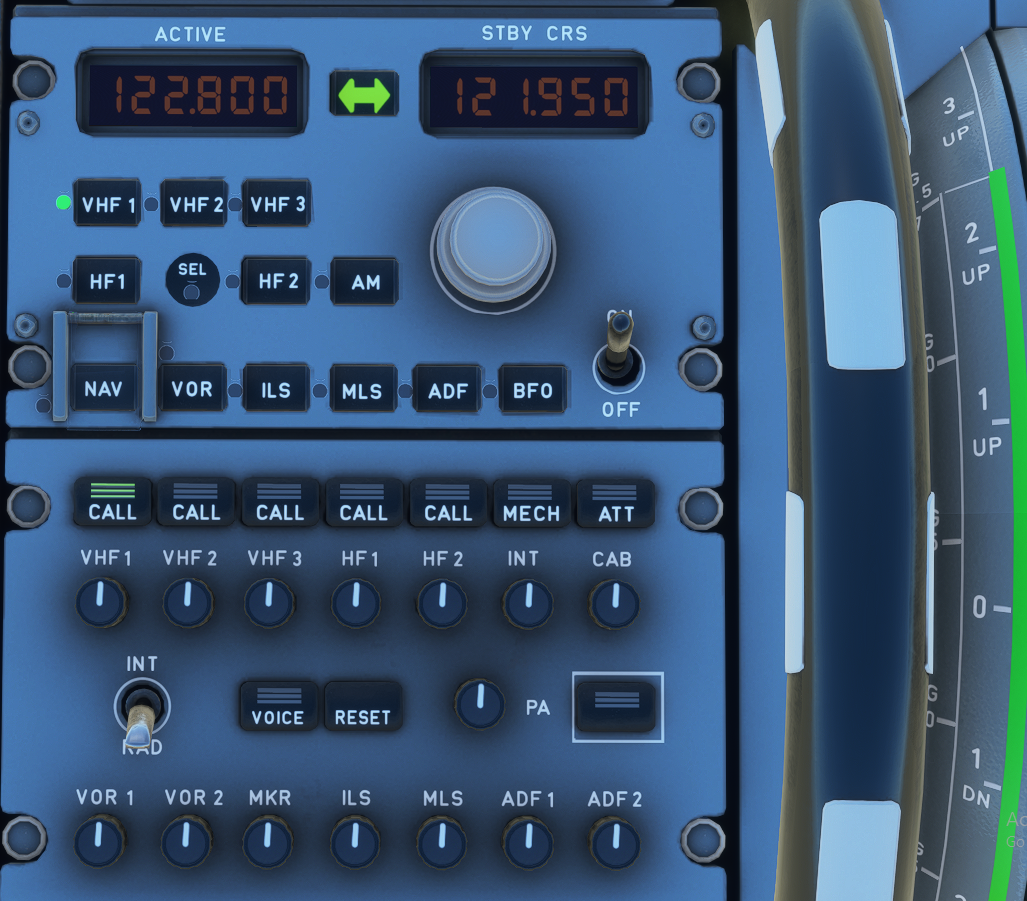 ACTIVE STBY CRS
122.800 121.950
VHF 1 VHF 2 VHF 3
HF1 SEL HF 2 AM
NAV VOR ILS MLS ADF BFO
OFF
CALL CALL CALL CALL CALL MECH ATT
VHF 1 VHF 2 VHF 3 HF 1 HF 2 INT CAB
INT
VOICE RESET PA
RAD
VOR 1 VOR 2 MKR ILS MLS ADF 1 ADF 2
3
UP
2
UP
1
UP
0
1
DN